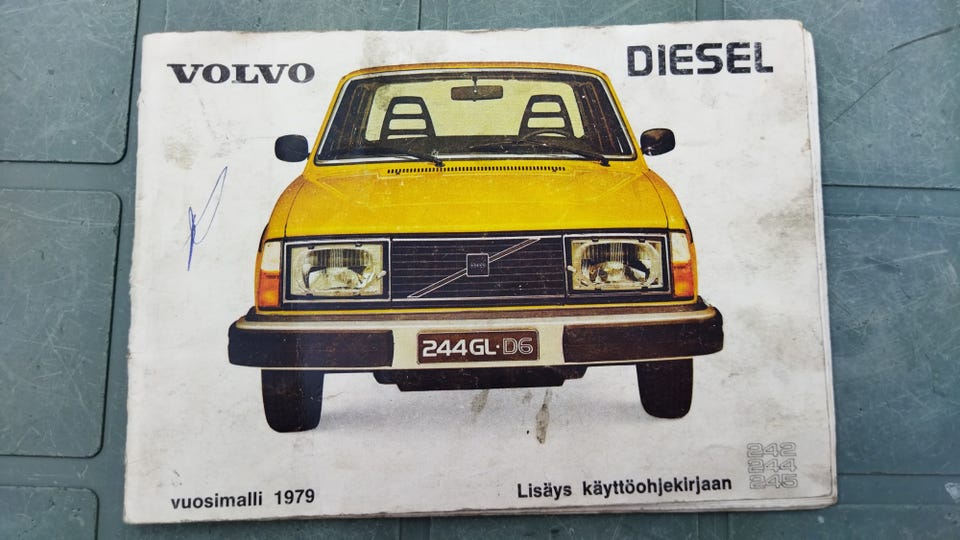 VOLVO
DIESEL
244GL·D6
242
244
245
vuosimalli 1979
Lisäys käyttöohjekirjaan